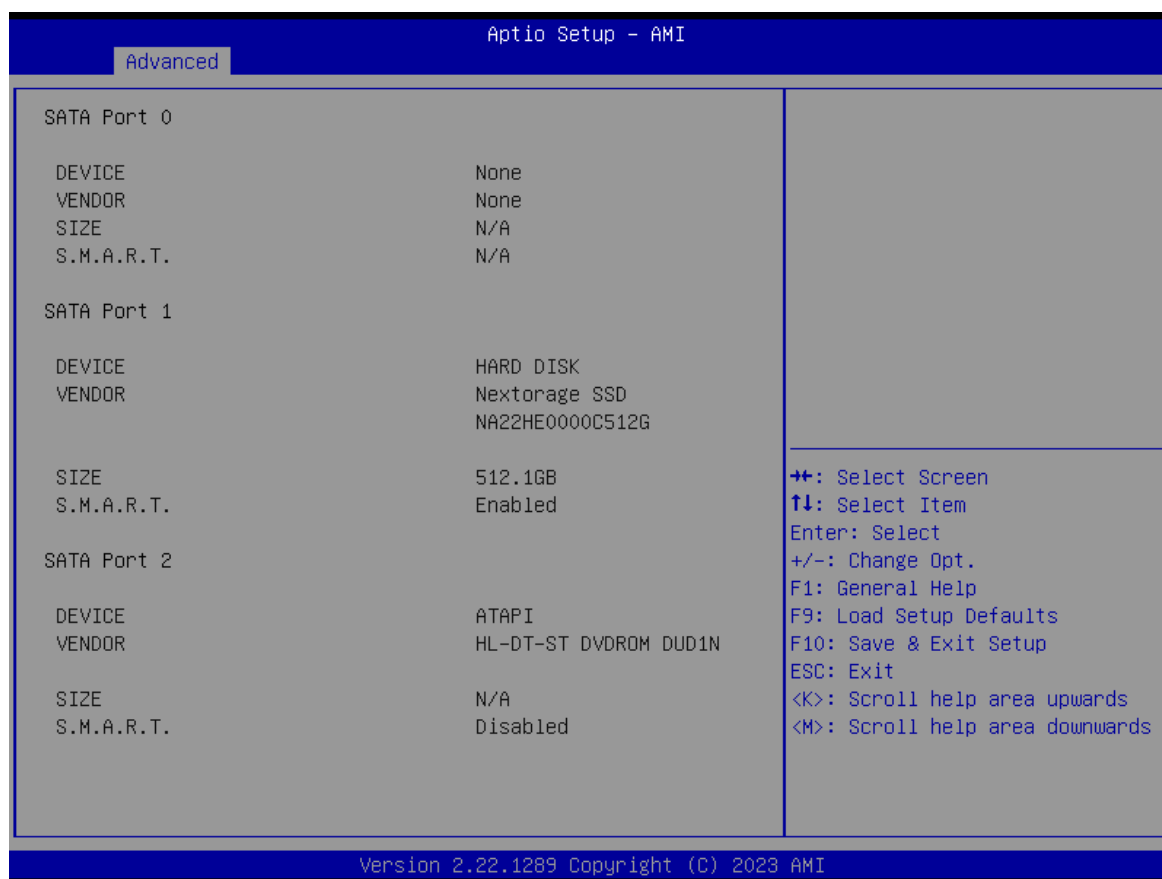 Aptio Setup – AMI
Advanced
SATA Port 0
DEVICE None
VENDOR None
SIZE N/A
S.M.A.R.T. N/A
SATA Port 1
DEVICE HARD DISK
VENDOR Nextorage SSD
NA22HE0000C512G
SIZE 512.1GB
S.M.A.R.T. Enabled
SATA Port 2
DEVICE ATAPI
VENDOR HL-DT-ST DVDROM DUD1N
SIZE N/A
S.M.A.R.T. Disabled
→←: Select Screen
↑↓: Select Item
Enter: Select
+/-: Change Opt.
F1: General Help
F9: Load Setup Defaults
F10: Save & Exit Setup
ESC: Exit
<K>: Scroll help area upwards
<M>: Scroll help area downwards
Version 2.22.1289 Copyright (C) 2023 AMI